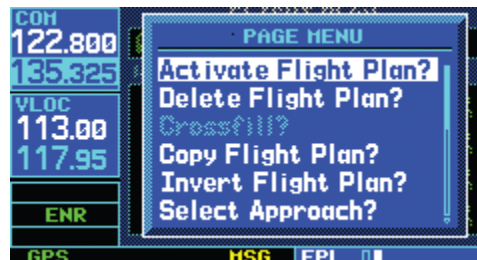 COM
122.800
135.325
VLOC
113.00
117.95
ENR
PAGE MENU
Activate Flight Plan?
Delete Flight Plan?
Crossfill?
Copy Flight Plan?
Invert Flight Plan?
Select Approach?
GPS MSG FPL